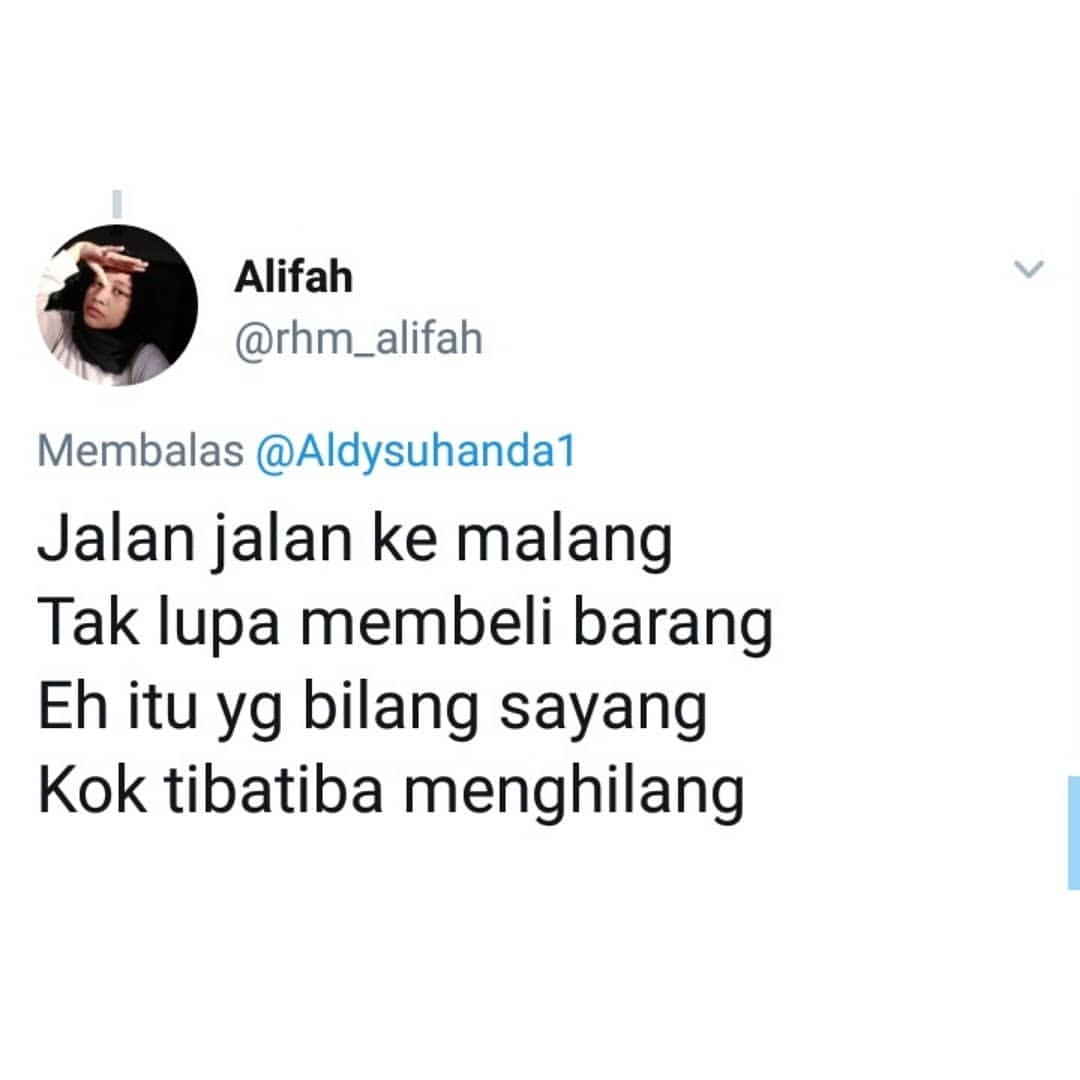 Alifah
@rhm_alifah
Membalas @Aldysuhanda1
Jalan jalan ke malang
Tak lupa membeli barang
Eh itu yg bilang sayang
Kok tibatiba menghilang